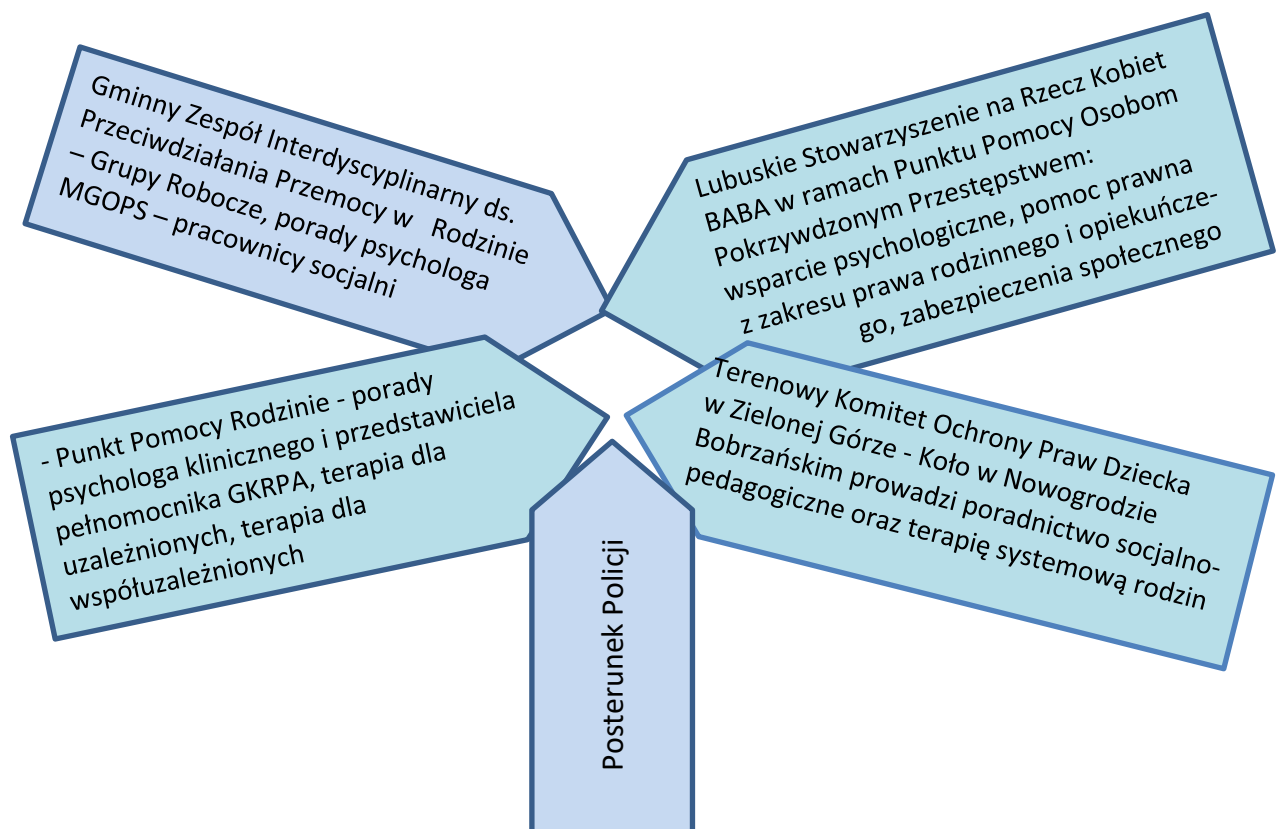 Gminny Zespół Interdyscyplinarny ds.
Przeciwdziałania Przemocy w   Rodzinie
– Grupy Robocze, porady psychologa
MGOPS – pracownicy socjalni
Lubuskie Stowarzyszenie na Rzecz Kobiet
BABA w ramach Punktu Pomocy Osobom
Pokrzywdzonym Przestępstwem:
wsparcie psychologiczne, pomoc prawna
z zakresu prawa rodzinnego i opiekuńcze-
go, zabezpieczenia społecznego
- Punkt Pomocy Rodzinie - porady
psychologa klinicznego i przedstawiciela
pełnomocnika GKRPA, terapia dla
uzależnionych, terapia dla
współuzależnionych
Terenowy Komitet Ochrony Praw Dziecka
w Zielonej Górze - Koło w Nowogrodzie
Bobrzańskim prowadzi poradnictwo socjalno-
pedagogiczne oraz terapię systemową rodzin
Posterunek Policji